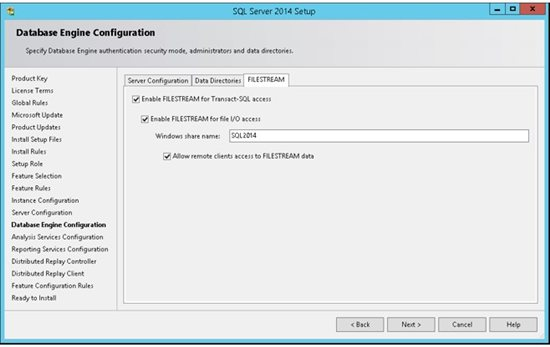 SQL Server 2014 Setup
Database Engine Configuration
Specify Database Engine authentication security mode, administrators and data directories.
Product Key
License Terms
Global Rules
Microsoft Update
Product Updates
Install Setup Files
Install Rules
Setup Role
Feature Selection
Feature Rules
Instance Configuration
Server Configuration
Database Engine Configuration
Analysis Services Configuration
Reporting Services Configuration
Distributed Replay Controller
Distributed Replay Client
Feature Configuration Rules
Ready to Install
Server Configuration Data Directories FILESTREAM
Enable FILESTREAM for Transact-SQL access
Enable FILESTREAM for file I/O access
Windows share name: SQL2014
Allow remote clients access to FILESTREAM data
< Back Next > Cancel Help